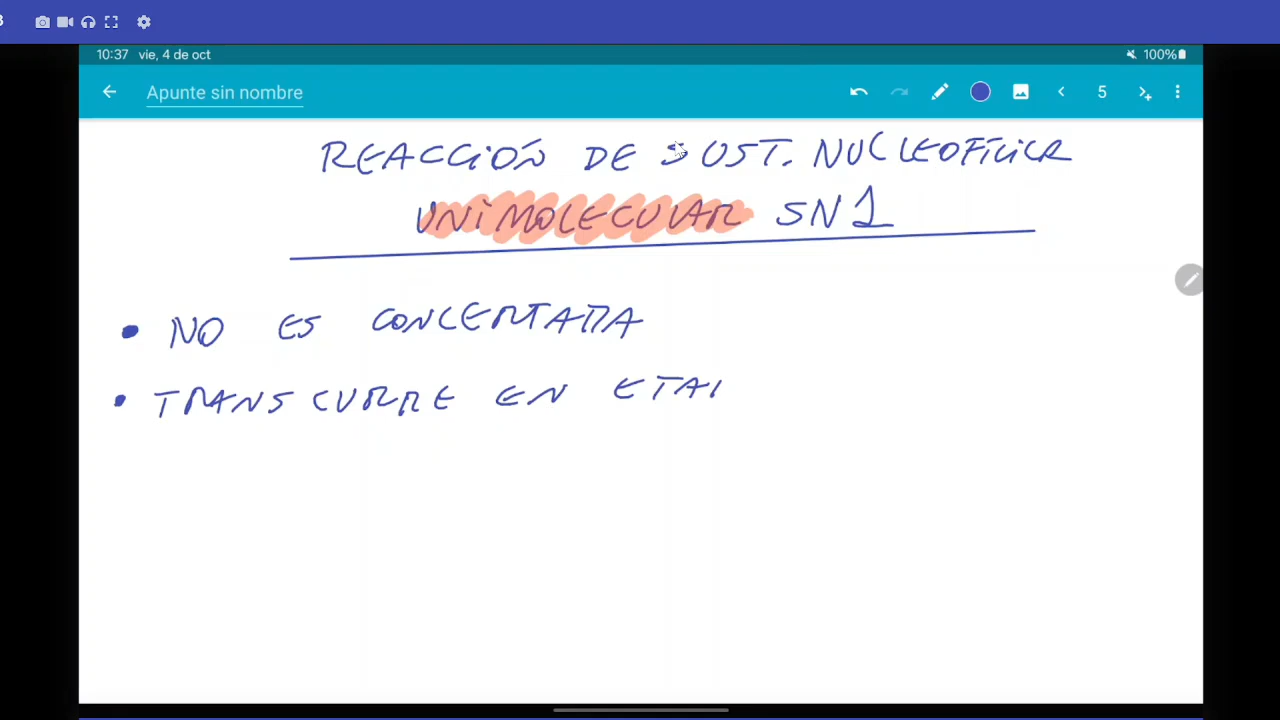 10:37 vie, 4 de oct 100%
Apunte sin nombre 5
REACCIÓN DE SUST. NUCLEOFÍLICA
UNIMOLECULAR SN1
• NO ES CONCERTADA
• TRANSCURRE EN ETAP